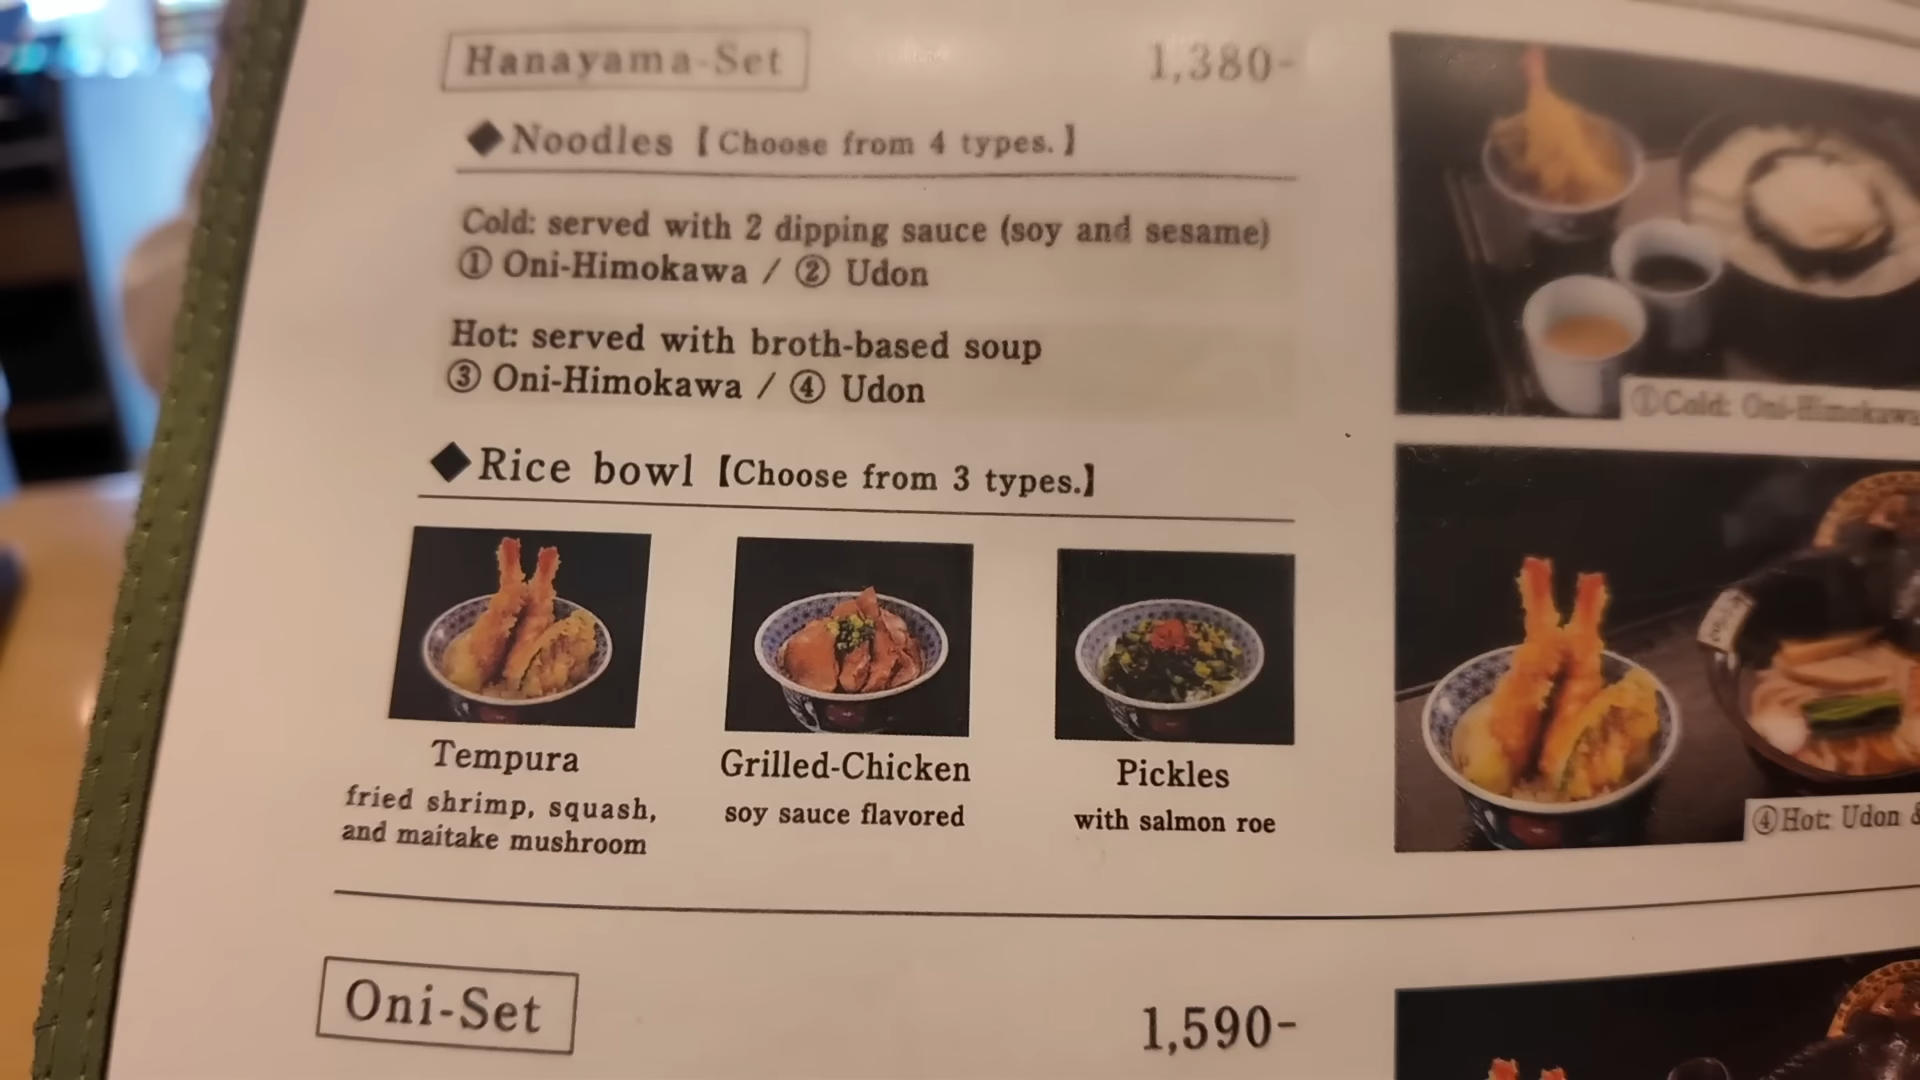 Hanayama-Set 1,380-
◆Noodles【Choose from 4 types.】
Cold: served with 2 dipping sauce (soy and sesame)
① Oni-Himokawa / ② Udon
Hot: served with broth-based soup
③ Oni-Himokawa / ④ Udon
◆Rice bowl【Choose from 3 types.】
Tempura
fried shrimp, squash,
and maitake mushroom
Grilled-Chicken
soy sauce flavored
Pickles
with salmon roe
①Cold: Oni-Himokawa
④Hot: Udon &
Oni-Set 1,590-